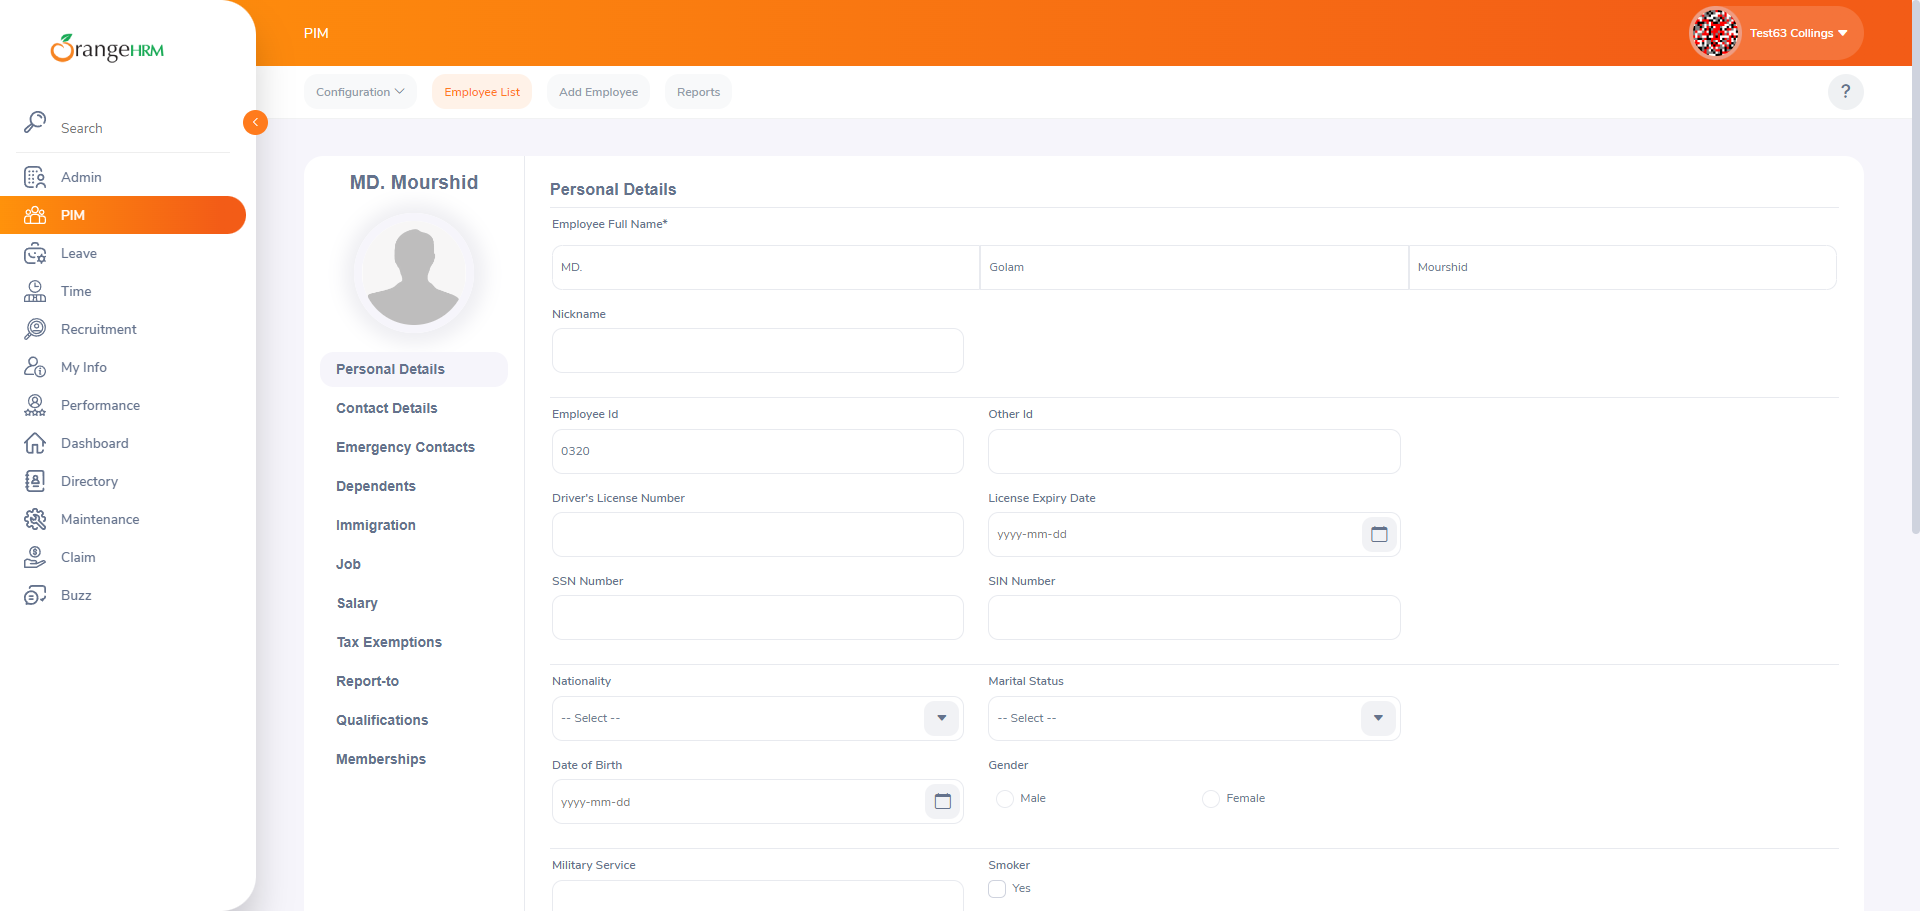 OrangeHRM
PIM
Test63 Collings
Configuration
Employee List
Add Employee
Reports
?
Search
Admin
PIM
Leave
Time
Recruitment
My Info
Performance
Dashboard
Directory
Maintenance
Claim
Buzz
MD. Mourshid
Personal Details
Contact Details
Emergency Contacts
Dependents
Immigration
Job
Salary
Tax Exemptions
Report-to
Qualifications
Memberships
Personal Details
Employee Full Name*
MD. Golam Mourshid
Nickname
Employee Id Other Id
0320
Driver's License Number License Expiry Date
yyyy-mm-dd
SSN Number SIN Number
Nationality Marital Status
-- Select -- -- Select --
Date of Birth Gender
yyyy-mm-dd Male Female
Military Service Smoker
Yes